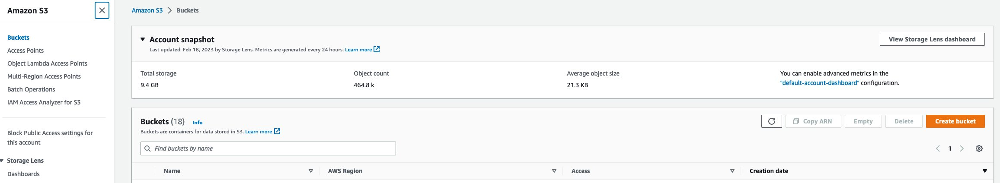 Amazon S3
Buckets
Access Points
Object Lambda Access Points
Multi-Region Access Points
Batch Operations
IAM Access Analyzer for S3
Block Public Access settings for
this account
Storage Lens
Dashboards
Amazon S3 > Buckets
Account snapshot
View Storage Lens dashboard
Last updated: Feb 18, 2023 by Storage Lens. Metrics are generated every 24 hours. Learn more
Total storage
9.4 GB
Object count
464.8 k
Average object size
21.3 KB
You can enable advanced metrics in the
"default-account-dashboard" configuration.
Buckets (18) Info
Copy ARN Empty Delete Create bucket
Buckets are containers for data stored in S3. Learn more
Find buckets by name
1
Name AWS Region Access Creation date